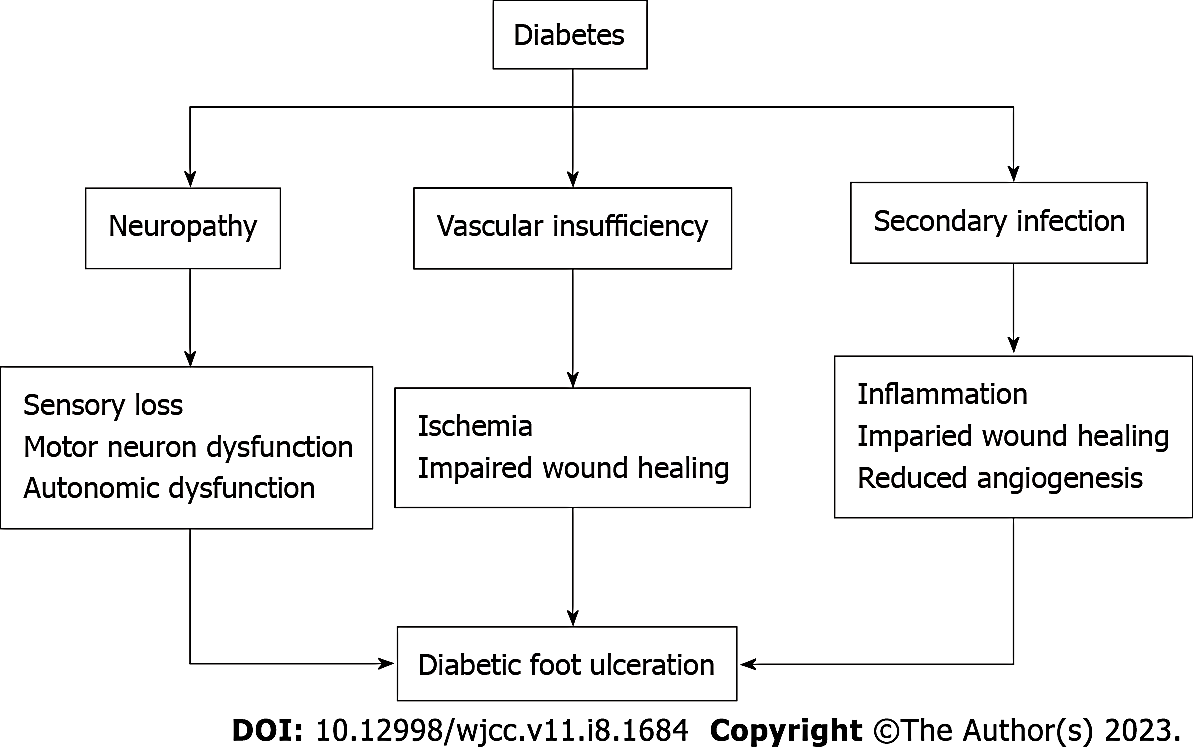 Diabetes
Neuropathy
Vascular insufficiency
Secondary infection
Sensory loss
Motor neuron dysfunction
Autonomic dysfunction
Ischemia
Impaired wound healing
Inflammation
Imparied wound healing
Reduced angiogenesis
Diabetic foot ulceration
DOI: 10.12998/wjcc.v11.i8.1684 Copyright ©The Author(s) 2023.